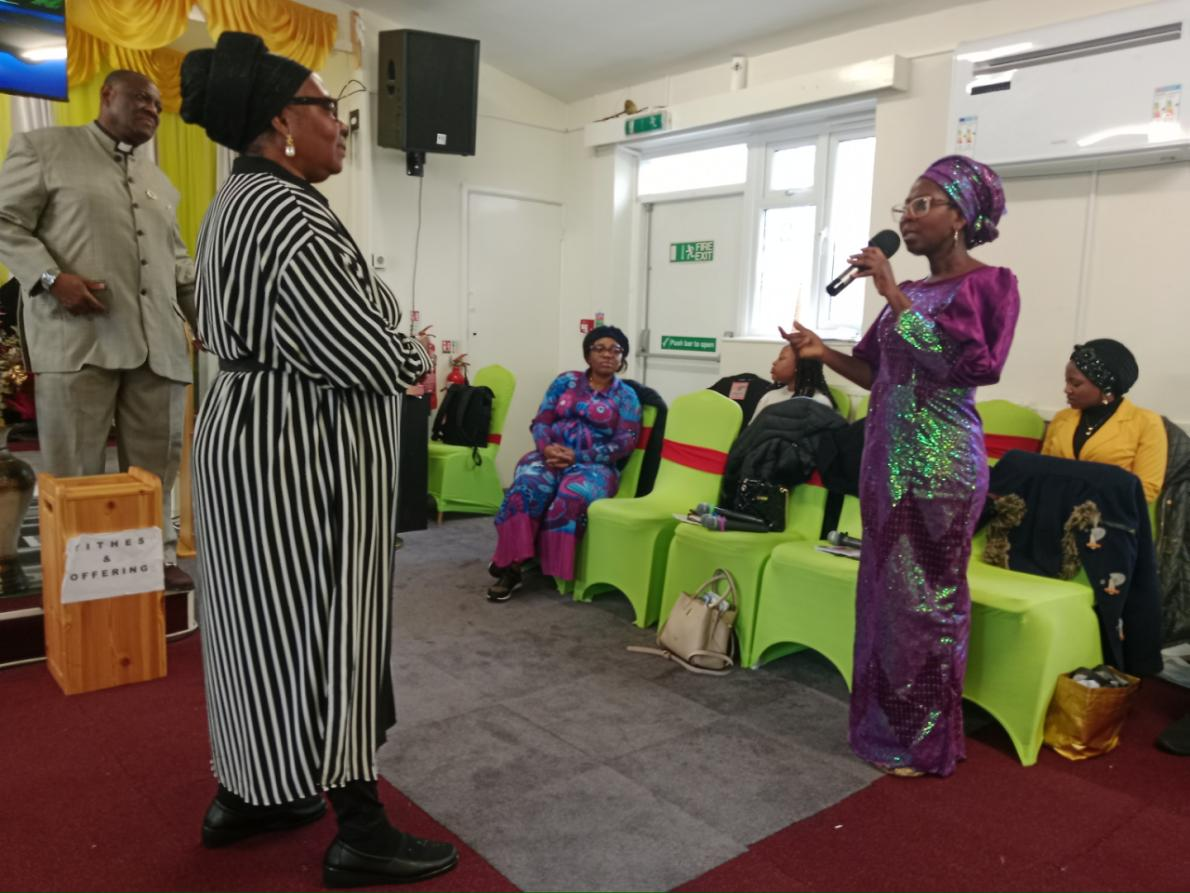 FIRE
EXIT
Push bar to open
TITHES
&
OFFERING